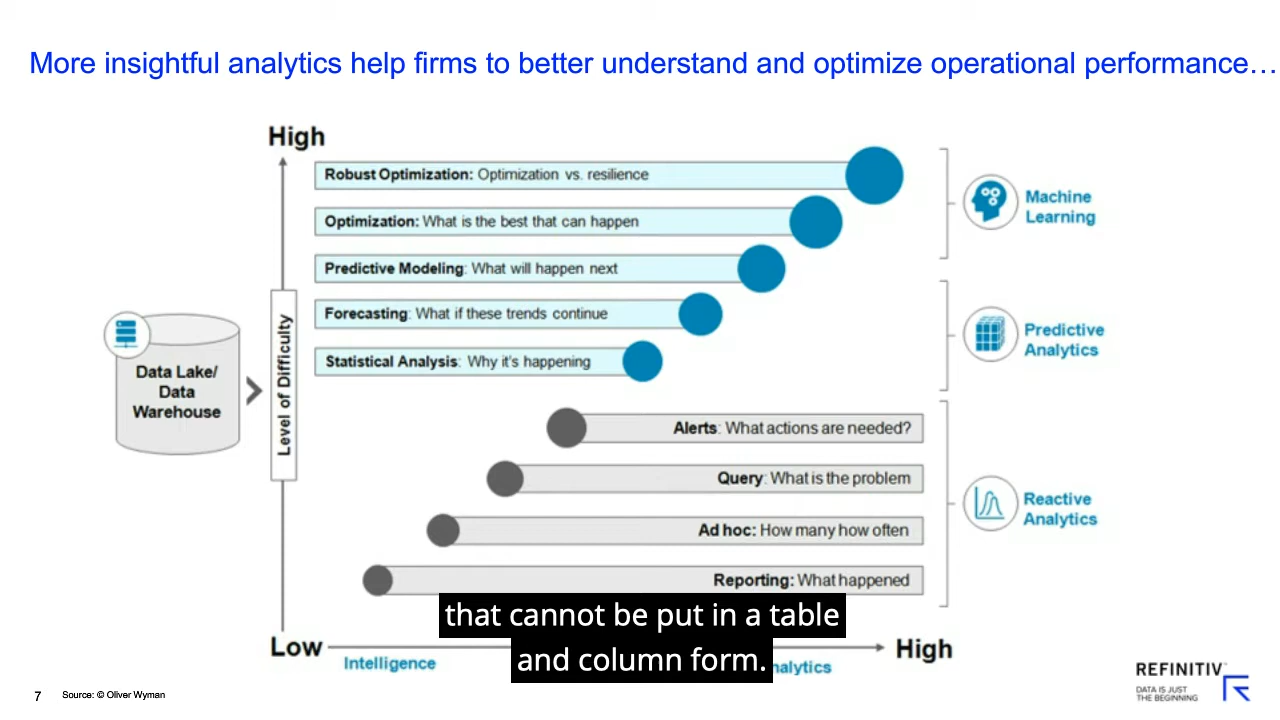 More insightful analytics help firms to better understand and optimize operational performance…
High
Robust Optimization: Optimization vs. resilience
Optimization: What is the best that can happen
Predictive Modeling: What will happen next
Forecasting: What if these trends continue
Statistical Analysis: Why it's happening
Alerts: What actions are needed?
Query: What is the problem
Ad hoc: How many how often
Reporting: What happened
Machine
Learning
Predictive
Analytics
Reactive
Analytics
Data Lake/
Data
Warehouse
Level of Difficulty
that cannot be put in a table
and column form.
Low
Intelligence
High
7
Source: © Oliver Wyman
REFINITIV
DATA IS JUST
THE BEGINNING